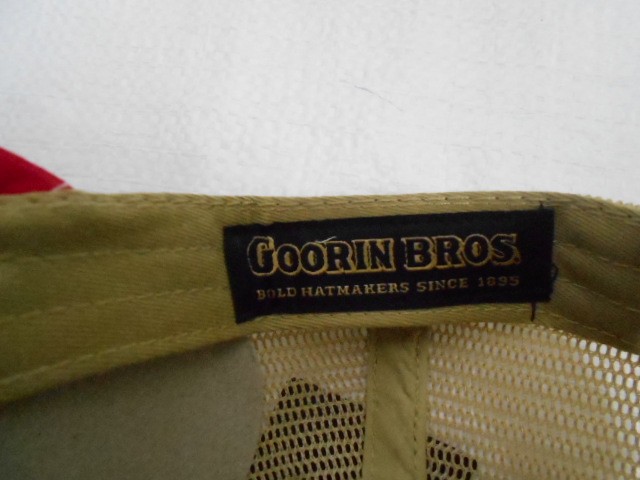 GOORIN BROS.
BOLD HATMAKERS SINCE 1895